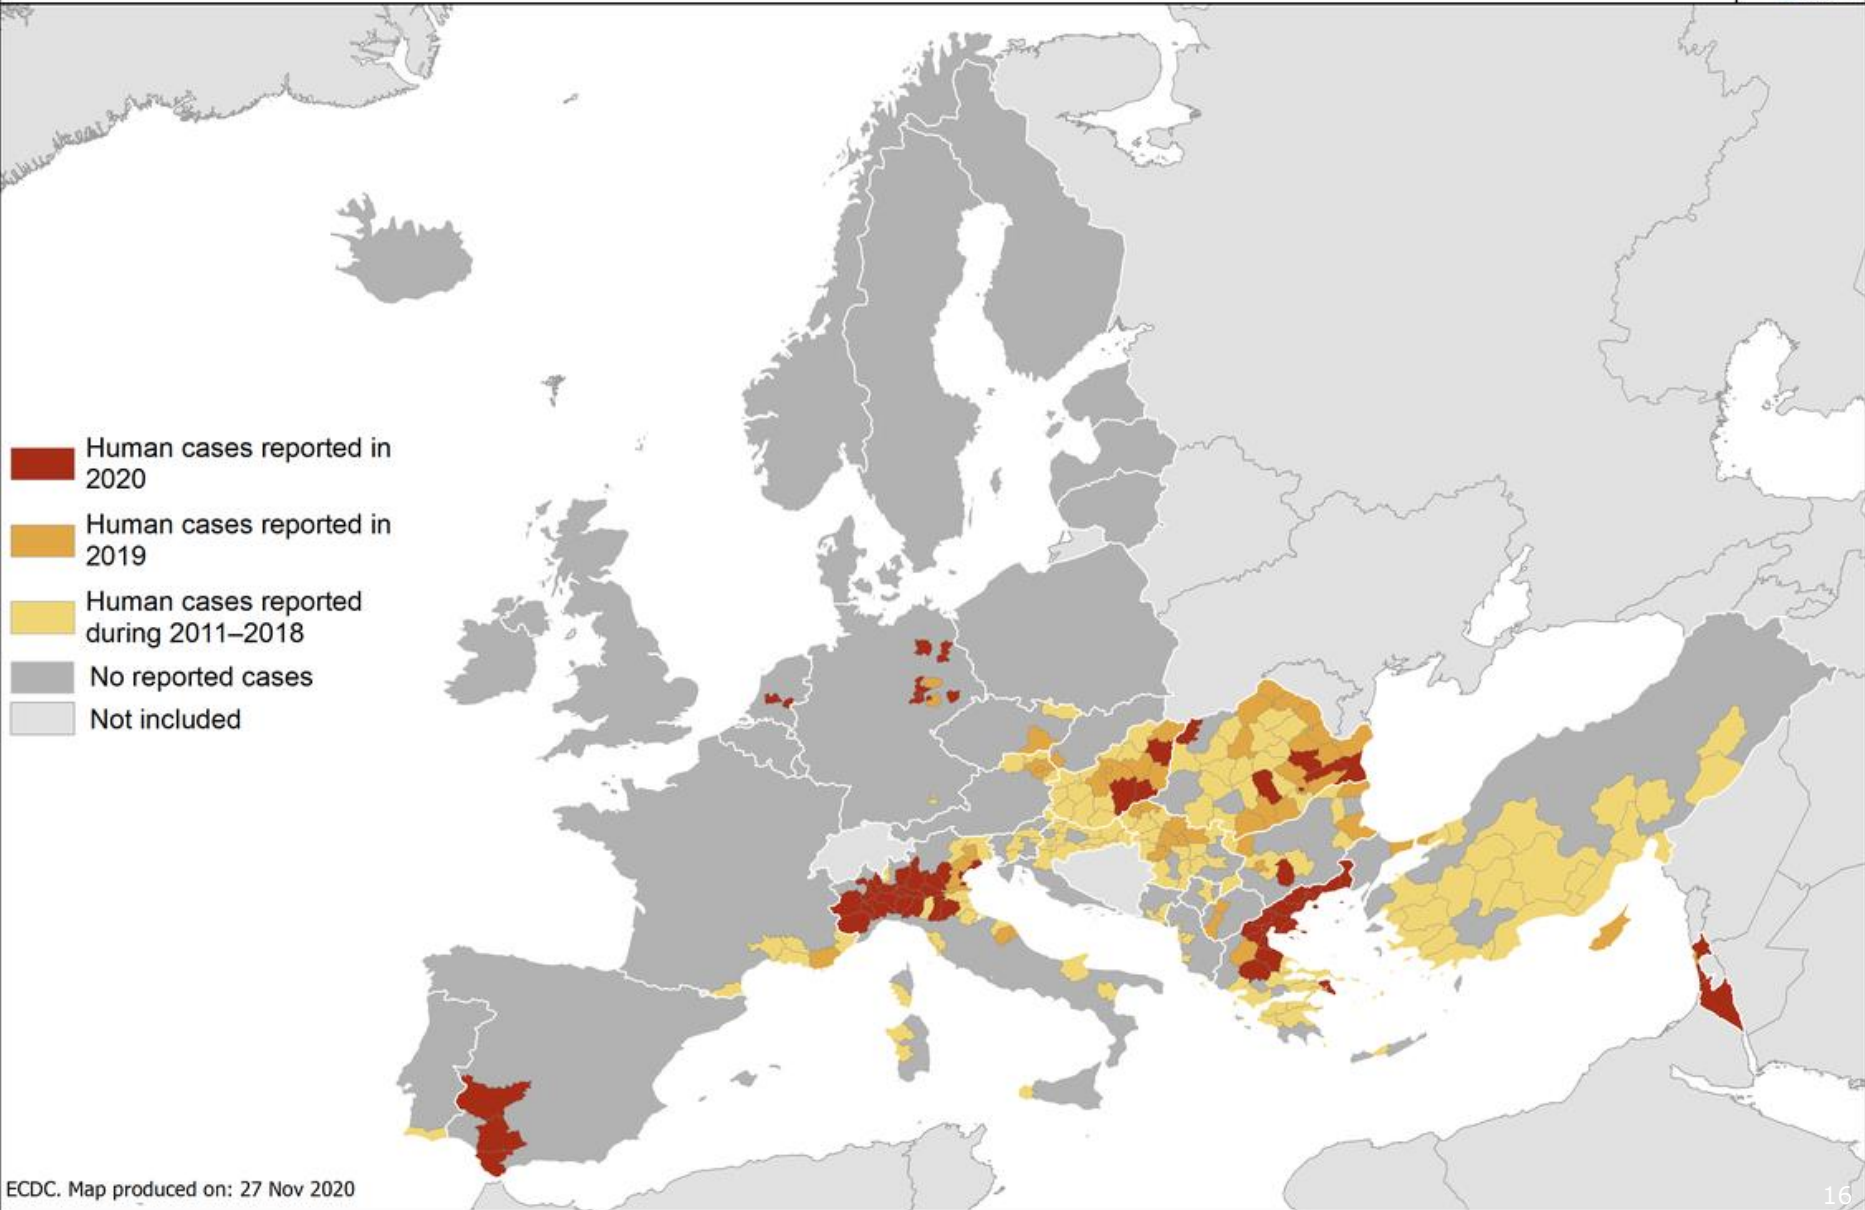 Human cases reported in
2020
Human cases reported in
2019
Human cases reported
during 2011–2018
No reported cases
Not included
ECDC. Map produced on: 27 Nov 2020
16